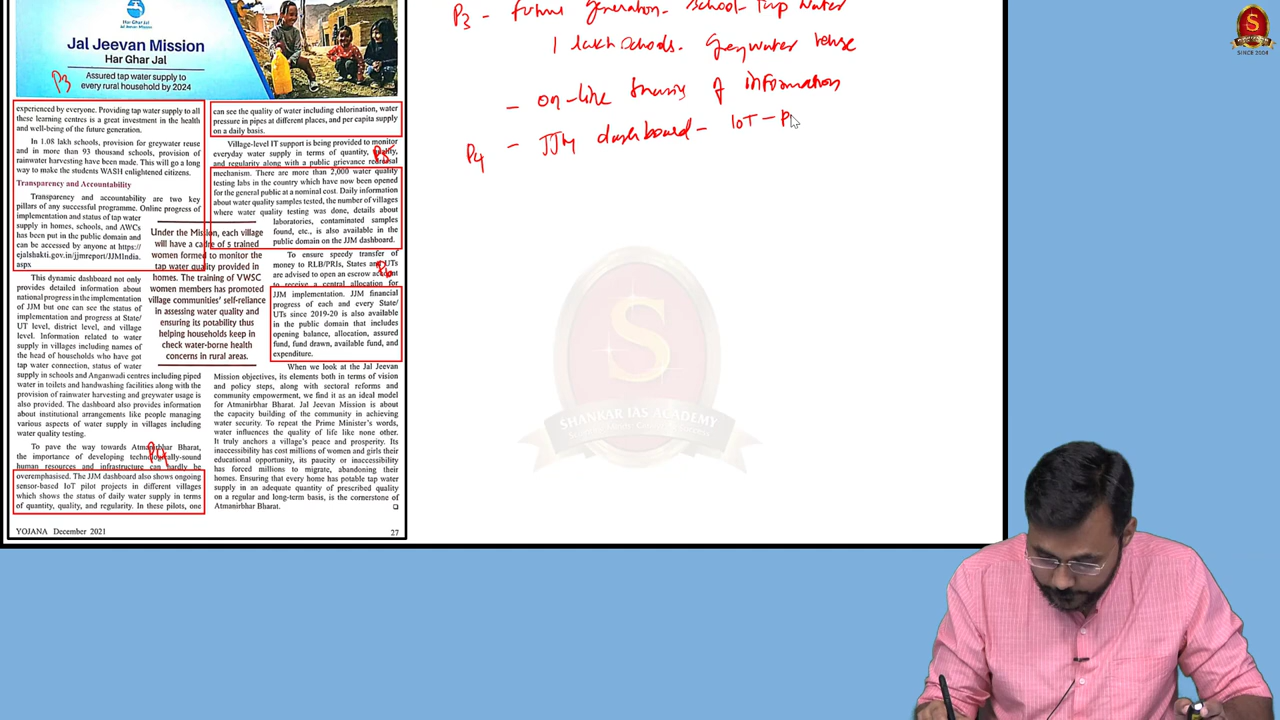 Har Ghar Jal
Jal Jeevan Mission
Jal Jeevan Mission
Har Ghar Jal
Assured tap water supply to
every rural household by 2024
P3
experienced by everyone. Providing tap water supply to all
these learning centres is a great investment in the health
and well-being of the future generation.
In 1.08 lakh schools, provision for greywater reuse
and in more than 93 thousand schools, provision of
rainwater harvesting have been made. This will go a long
way to make the students WASH enlightened citizens.
Transparency and Accountability
Transparency and accountability are two key
pillars of any successful programme. Online progress of
implementation and status of tap water
supply in homes, schools, and AWCs
has been put in the public domain and
can be accessed by anyone at https://
ejalshakti.gov.in/jjmreport/JJMIndia.
aspx
This dynamic dashboard not only
provides detailed information about
national progress in the implementation
of JJM but one can see the status of
implementation and progress at State/
UT level, district level, and village
level. Information related to water
supply in villages including names of
the head of households who have got
tap water connection, status of water
supply in schools and Anganwadi centres including piped
water in toilets and handwashing facilities along with the
provision of rainwater harvesting and greywater usage is
also provided. The dashboard also provides information
about institutional arrangements like people managing
various aspects of water supply in villages including
water quality testing.
P4
To pave the way towards Atmanirbhar Bharat,
the importance of developing technologically-sound
human resources and infrastructure can hardly be
overemphasised. The JJM dashboard also shows ongoing
sensor-based IoT pilot projects in different villages
which shows the status of daily water supply in terms
of quantity, quality, and regularity. In these pilots, one
Under the Mission, each village
will have a cadre of 5 trained
women formed to monitor the
tap water quality provided in
homes. The training of VWSC
women members has promoted
village communities' self-reliance
in assessing water quality and
ensuring its potability thus
helping households keep in
check water-borne health
concerns in rural areas.
can see the quality of water including chlorination, water
pressure in pipes at different places, and per capita supply
on a daily basis.
Village-level IT support is being provided to monitor
everyday water supply in terms of quantity, quality,
P5
and regularity along with a public grievance redressal
mechanism. There are more than 2,000 water quality
testing labs in the country which have now been opened
for the general public at a nominal cost. Daily information
about water quality samples tested, the number of villages
where water quality testing was done, details about
laboratories, contaminated samples
found, etc., is also available in the
public domain on the JJM dashboard.
To ensure speedy transfer of
money to RLB/PRIs, States and UTs
P6
are advised to open an escrow account
to receive a central allocation for
JJM implementation. JJM financial
progress of each and every State/
UTs since 2019-20 is also available
in the public domain that includes
opening balance, allocation, assured
fund, fund drawn, available fund, and
expenditure.
When we look at the Jal Jeevan
Mission objectives, its elements both in terms of vision
and policy steps, along with sectoral reforms and
community empowerment, we find it as an ideal model
for Atmanirbhar Bharat. Jal Jeevan Mission is about
the capacity building of the community in achieving
water security. To repeat the Prime Minister's words,
water influences the quality of life like none other.
It truly anchors a village's peace and prosperity. Its
inaccessibility has cost millions of women and girls their
educational opportunity, its paucity or inaccessibility
has forced millions to migrate, abandoning their
homes. Ensuring that every home has potable tap water
supply in an adequate quantity of prescribed quality
on a regular and long-term basis, is the cornerstone of
Atmanirbhar Bharat.
YOJANA December 2021
27
P3 - future generation - school - tap water
1 lakh schools. Greywater reuse
- on-line of information
P4 - JJM dashboard - IoT - P
S
SHANKAR IAS ACADEMY
S
SINCE 2004